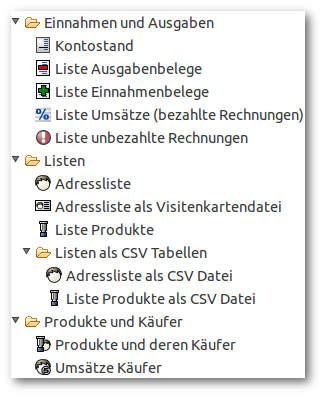 Einnahmen und Ausgaben
Kontostand
Liste Ausgabenbelege
Liste Einnahmenbelege
Liste Umsätze (bezahlte Rechnungen)
Liste unbezahlte Rechnungen
Listen
Adressliste
Adressliste als Visitenkartendatei
Liste Produkte
Listen als CSV Tabellen
Adressliste als CSV Datei
Liste Produkte als CSV Datei
Produkte und Käufer
Produkte und deren Käufer
Umsätze Käufer